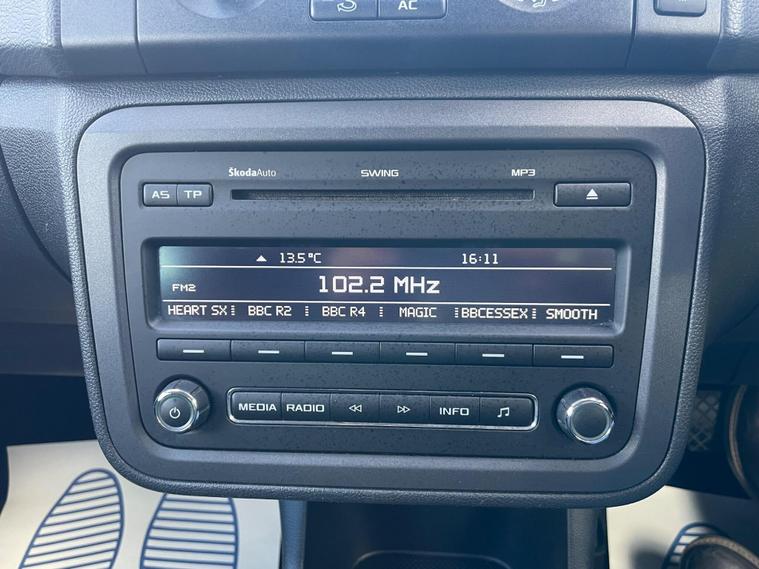 AC
ŠkodaAuto SWING MP3
AS TP
13.5°C 16:11
FM2 102.2 MHz
HEART SX BBC R2 BBC R4 MAGIC BBCESSEX SMOOTH
MEDIA RADIO INFO